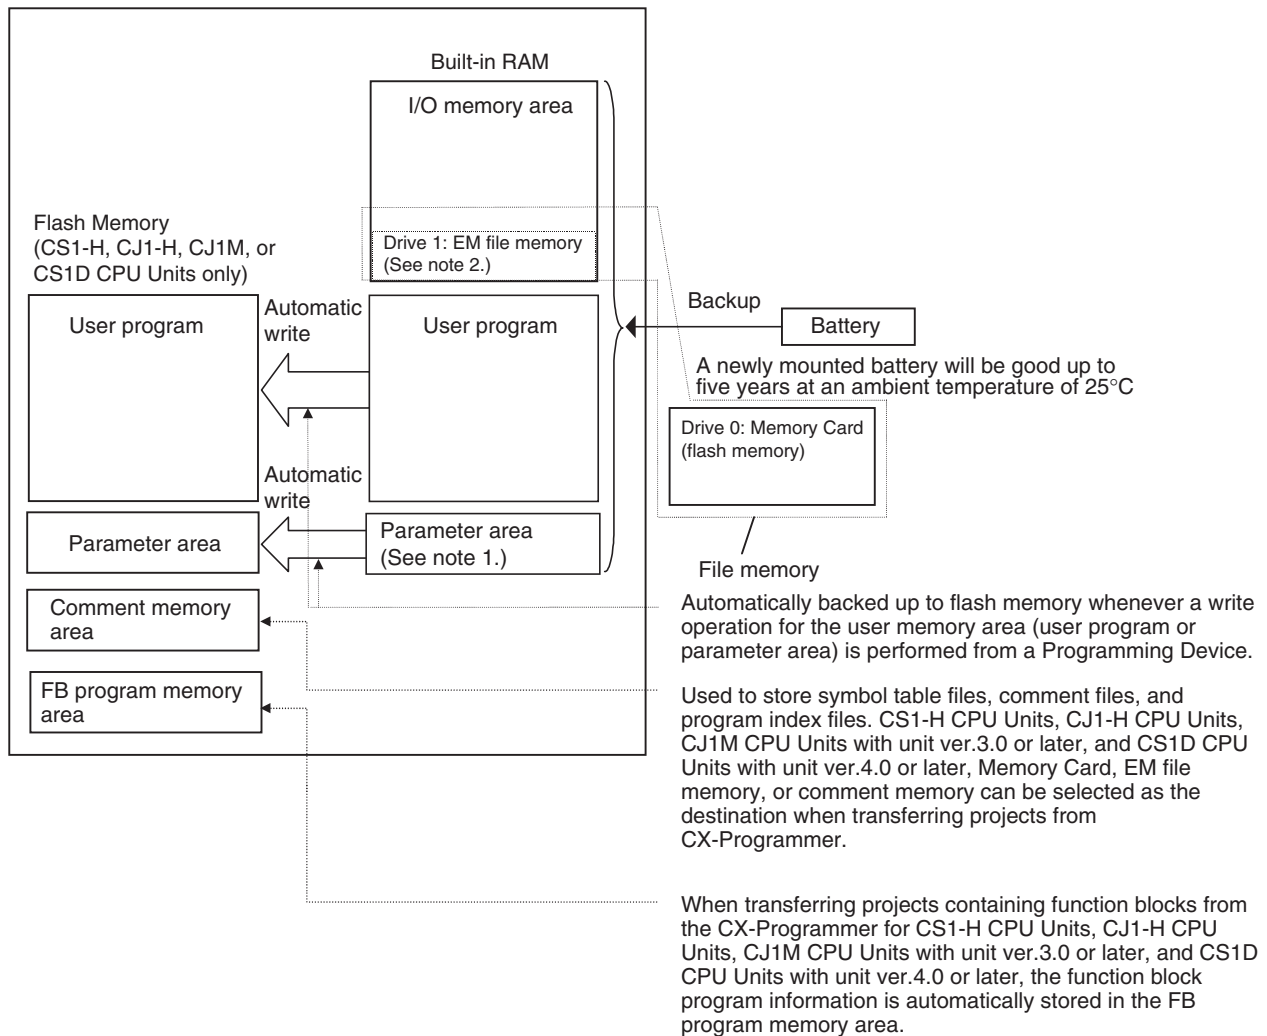 Built-in RAM
I/O memory area
Drive 1: EM file memory
(See note 2.)
Flash Memory
(CS1-H, CJ1-H, CJ1M, or
CS1D CPU Units only)
User program
Automatic
write
User program
Backup
Battery
A newly mounted battery will be good up to
five years at an ambient temperature of 25°C
Drive 0: Memory Card
(flash memory)
Automatic
write
Parameter area
Parameter area
(See note 1.)
File memory
Comment memory
area
Automatically backed up to flash memory whenever a write
operation for the user memory area (user program or
parameter area) is performed from a Programming Device.
FB program memory
area
Used to store symbol table files, comment files, and
program index files. CS1-H CPU Units, CJ1-H CPU Units,
CJ1M CPU Units with unit ver.3.0 or later, and CS1D CPU
Units with unit ver.4.0 or later, Memory Card, EM file
memory, or comment memory can be selected as the
destination when transferring projects from
CX-Programmer.
When transferring projects containing function blocks from
the CX-Programmer for CS1-H CPU Units, CJ1-H CPU
Units, CJ1M CPU Units with unit ver.3.0 or later, and CS1D
CPU Units with unit ver.4.0 or later, the function block
program information is automatically stored in the FB
program memory area.